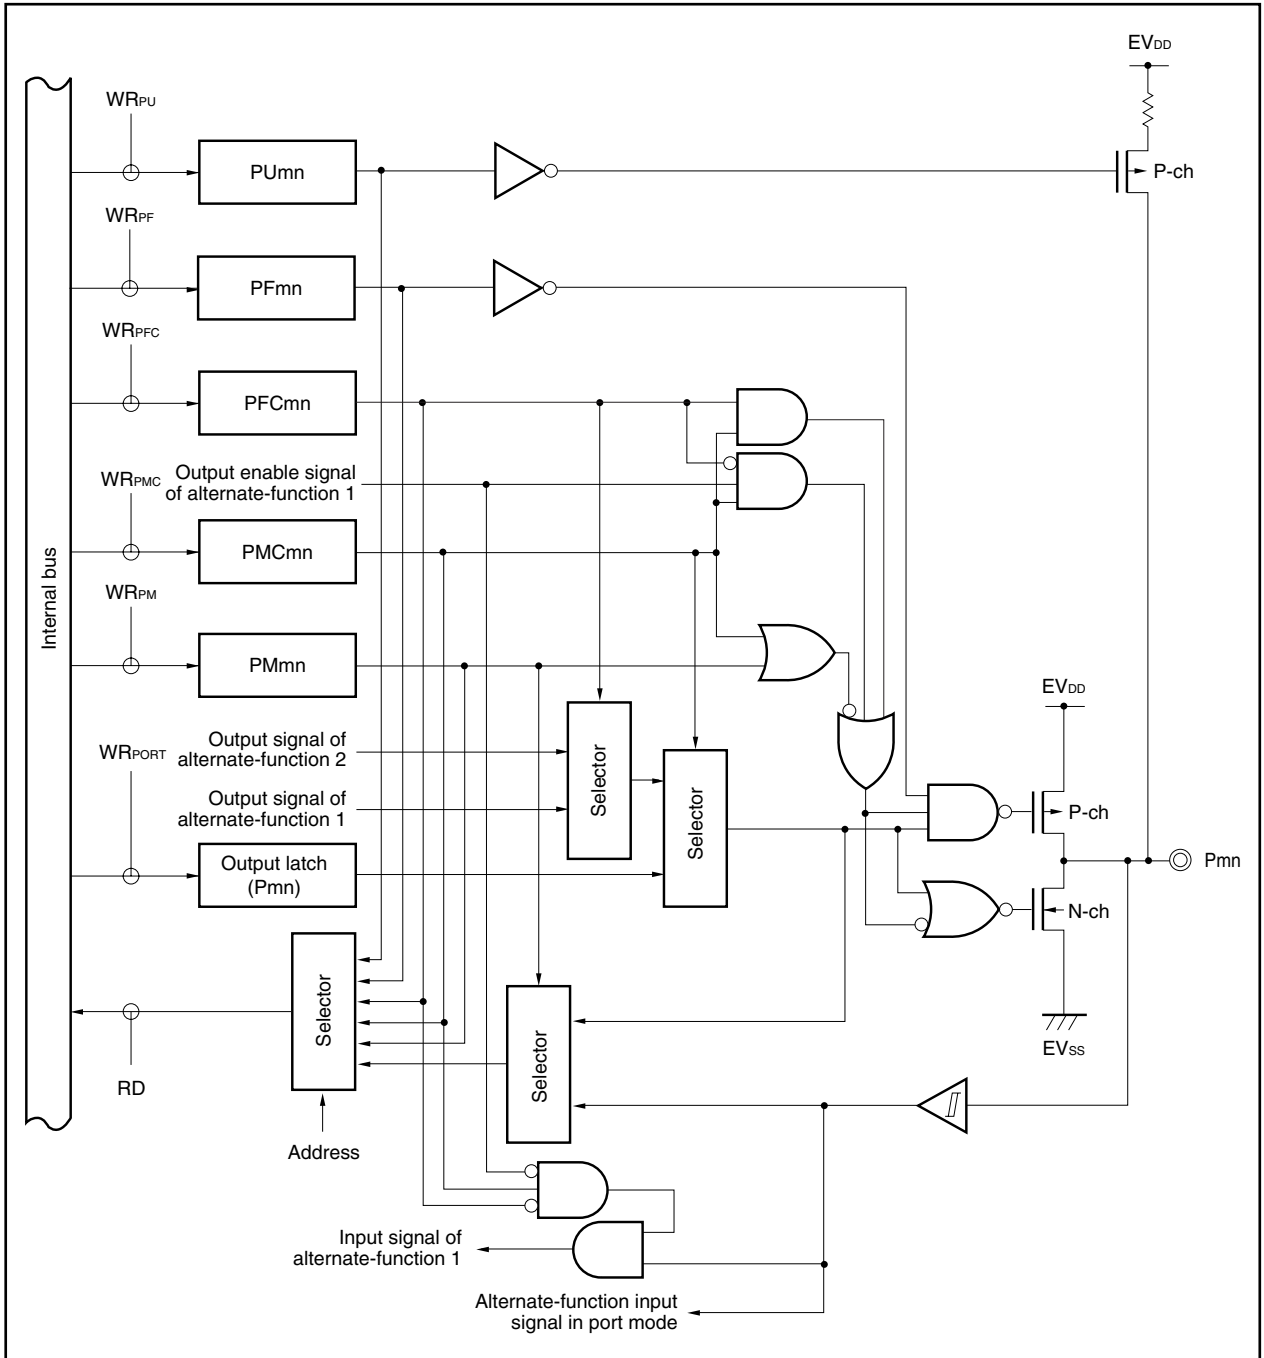 EVDD
WRPU
PUmn
P-ch
WRPF
PFmn
WRPFC
PFCmn
WRPMC
Output enable signal
of alternate-function 1
PMCmn
Internal bus
WRPM
PMmn
EVDD
WRPORT
Output signal of
alternate-function 2
Selector
Selector
Output signal of
alternate-function 1
P-ch
Output latch
(Pmn)
Pmn
N-ch
Selector
Selector
EVSS
RD
Address
Input signal of
alternate-function 1
Alternate-function input
signal in port mode